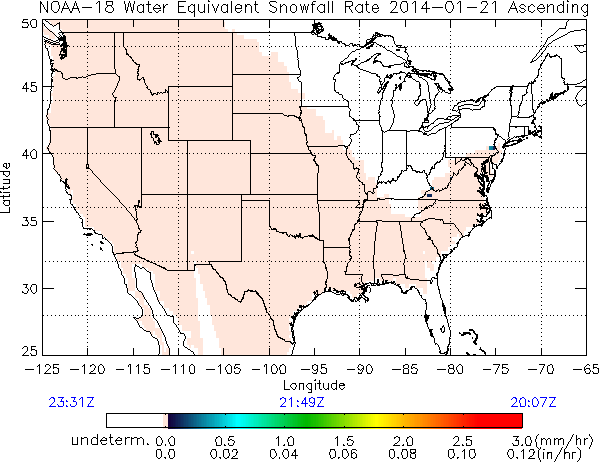 NOAA-18 Water Equivalent Snowfall Rate 2014-01-21 Ascending
50
45
40
35
30
25
Latitude
-125 -120 -115 -110 -105 -100 -95 -90 -85 -80 -75 -70 -65
Longitude
23:31Z 21:49Z 20:07Z
undeterm. 0.0 0.5 1.0 1.5 2.0 2.5 3.0(mm/hr)
0.0 0.02 0.04 0.06 0.08 0.10 0.12(in/hr)